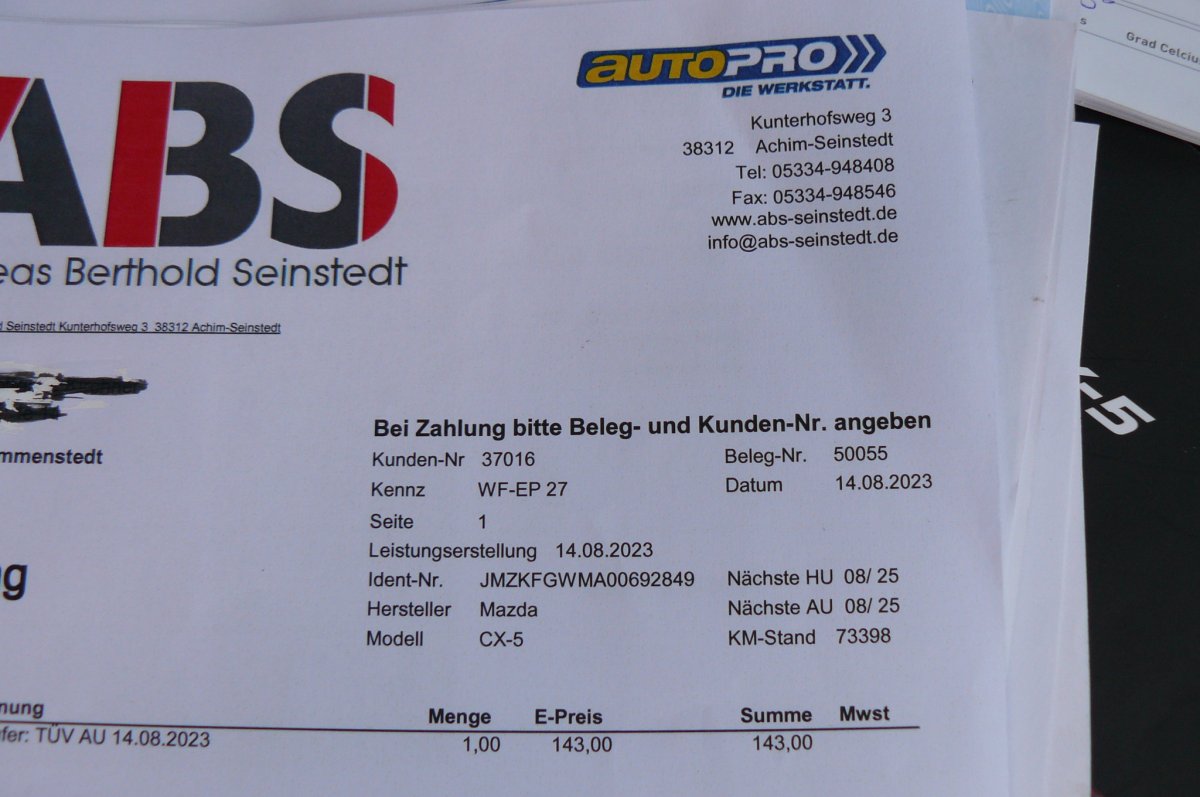 ABS
autoPRO
DIE WERKSTATT.
Kunterhofsweg 3
38312 Achim-Seinstedt
Tel: 05334-948408
Fax: 05334-948546
www.abs-seinstedt.de
info@abs-seinstedt.de
eas Berthold Seinstedt
Seinstedt Kunterhofsweg 3 38312 Achim-Seinstedt
mmenstedt
Bei Zahlung bitte Beleg- und Kunden-Nr. angeben
Kunden-Nr 37016 Beleg-Nr. 50055
Kennz WF-EP 27 Datum 14.08.2023
Seite 1
Leistungserstellung 14.08.2023
Ident-Nr. JMZKFGWMA00692849 Nächste HU 08/ 25
Hersteller Mazda Nächste AU 08/ 25
Modell CX-5 KM-Stand 73398
ng
nung Menge E-Preis Summe Mwst
fer: TÜV AU 14.08.2023 1,00 143,00 143,00
Grad Celciu
-5